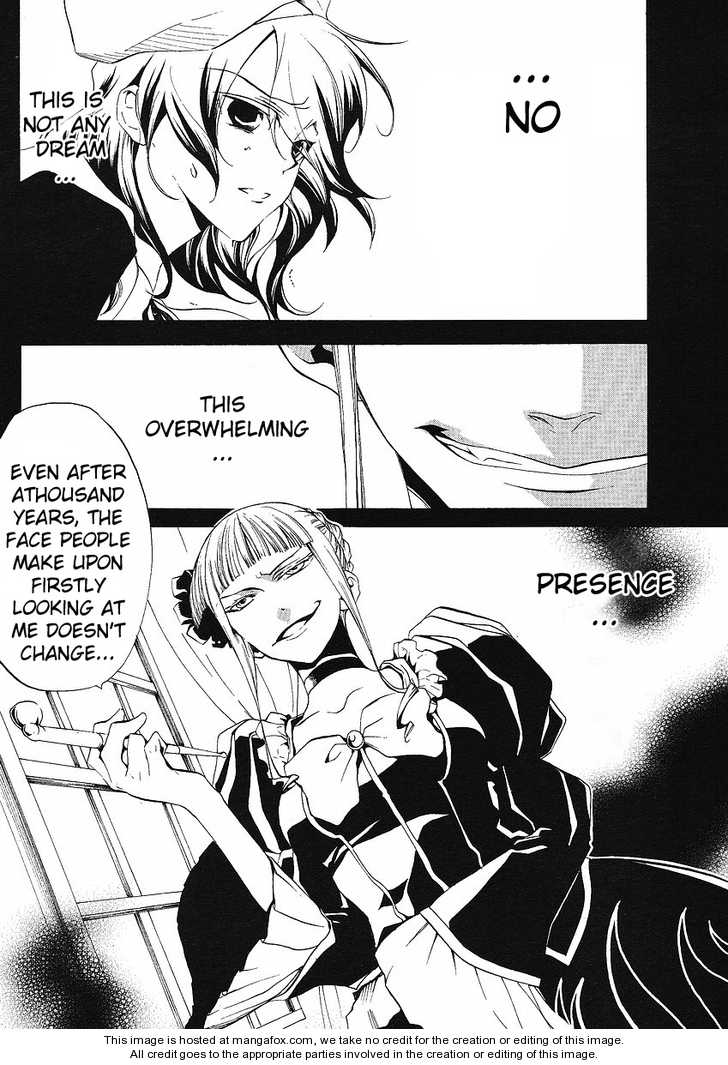 ...
NO
THIS IS
NOT ANY
DREAM
...
THIS
OVERWHELMING
...
EVEN AFTER
ATHOUSAND
YEARS, THE
FACE PEOPLE
MAKE UPON
FIRSTLY
LOOKING AT
ME DOESN'T
CHANGE...
PRESENCE
...
This image is hosted at mangafox.com, we take no credit for the creation or editing of this image.
All credit goes to the appropriate parties involved in the creation or editing of this image.